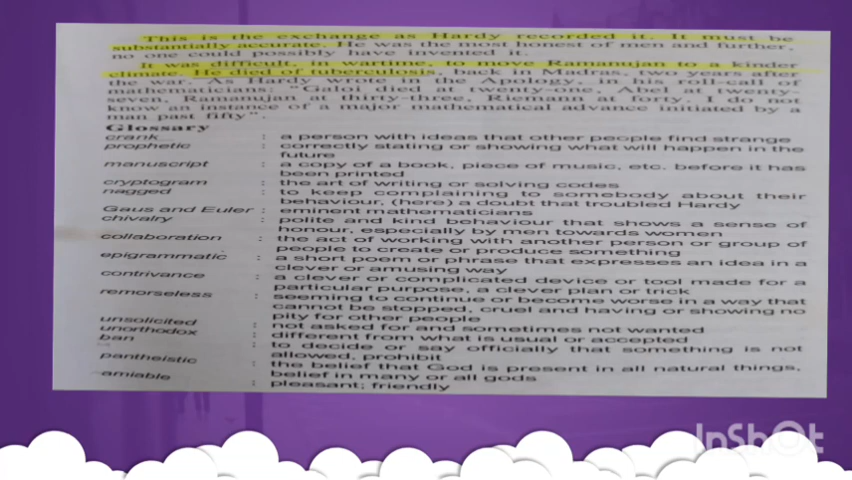 This is the exchange as Hardy recorded it. It must be
substantially accurate. He was the most honest of men and further,
no one could possibly have invented it.
It was difficult, in wartime, to move Ramanujan to a kinder
climate. He died of tuberculosis, back in Madras, two years after
the war. As Hardy wrote in the Apology, in his roll-call of
mathematicians: "Galoi died at twenty-one, Abel at twenty-
seven, Ramanujan at thirty-three, Riemann at forty. I do not
know an instance of a major mathematical advance initiated by a
man past fifty".
Glossary
crank : a person with ideas that other people find strange
prophetic : correctly stating or showing what will happen in the
future
manuscript : a copy of a book, piece of music, etc. before it has
been printed
cryptogram : the art of writing or solving codes
nagged : to keep complaining to somebody about their
behaviour, (here) a doubt that troubled Hardy
Gaus and Euler : eminent mathematicians
chivalry : polite and kind behaviour that shows a sense of
honour, especially by men towards women
collaboration : the act of working with another person or group of
people to create or produce something
epigrammatic : a short poem or phrase that expresses an idea in a
clever or amusing way
contrivance : a clever or complicated device or tool made for a
particular purpose, a clever plan or trick
remorseless : seeming to continue or become worse in a way that
cannot be stopped, cruel and having or showing no
pity for other people
unsolicited : not asked for and sometimes not wanted
unorthodox : different from what is usual or accepted
ban : to decide or say officially that something is not
allowed, prohibit
pantheistic : the belief that God is present in all natural things,
belief in many or all gods
amiable : pleasant; friendly
InShOt